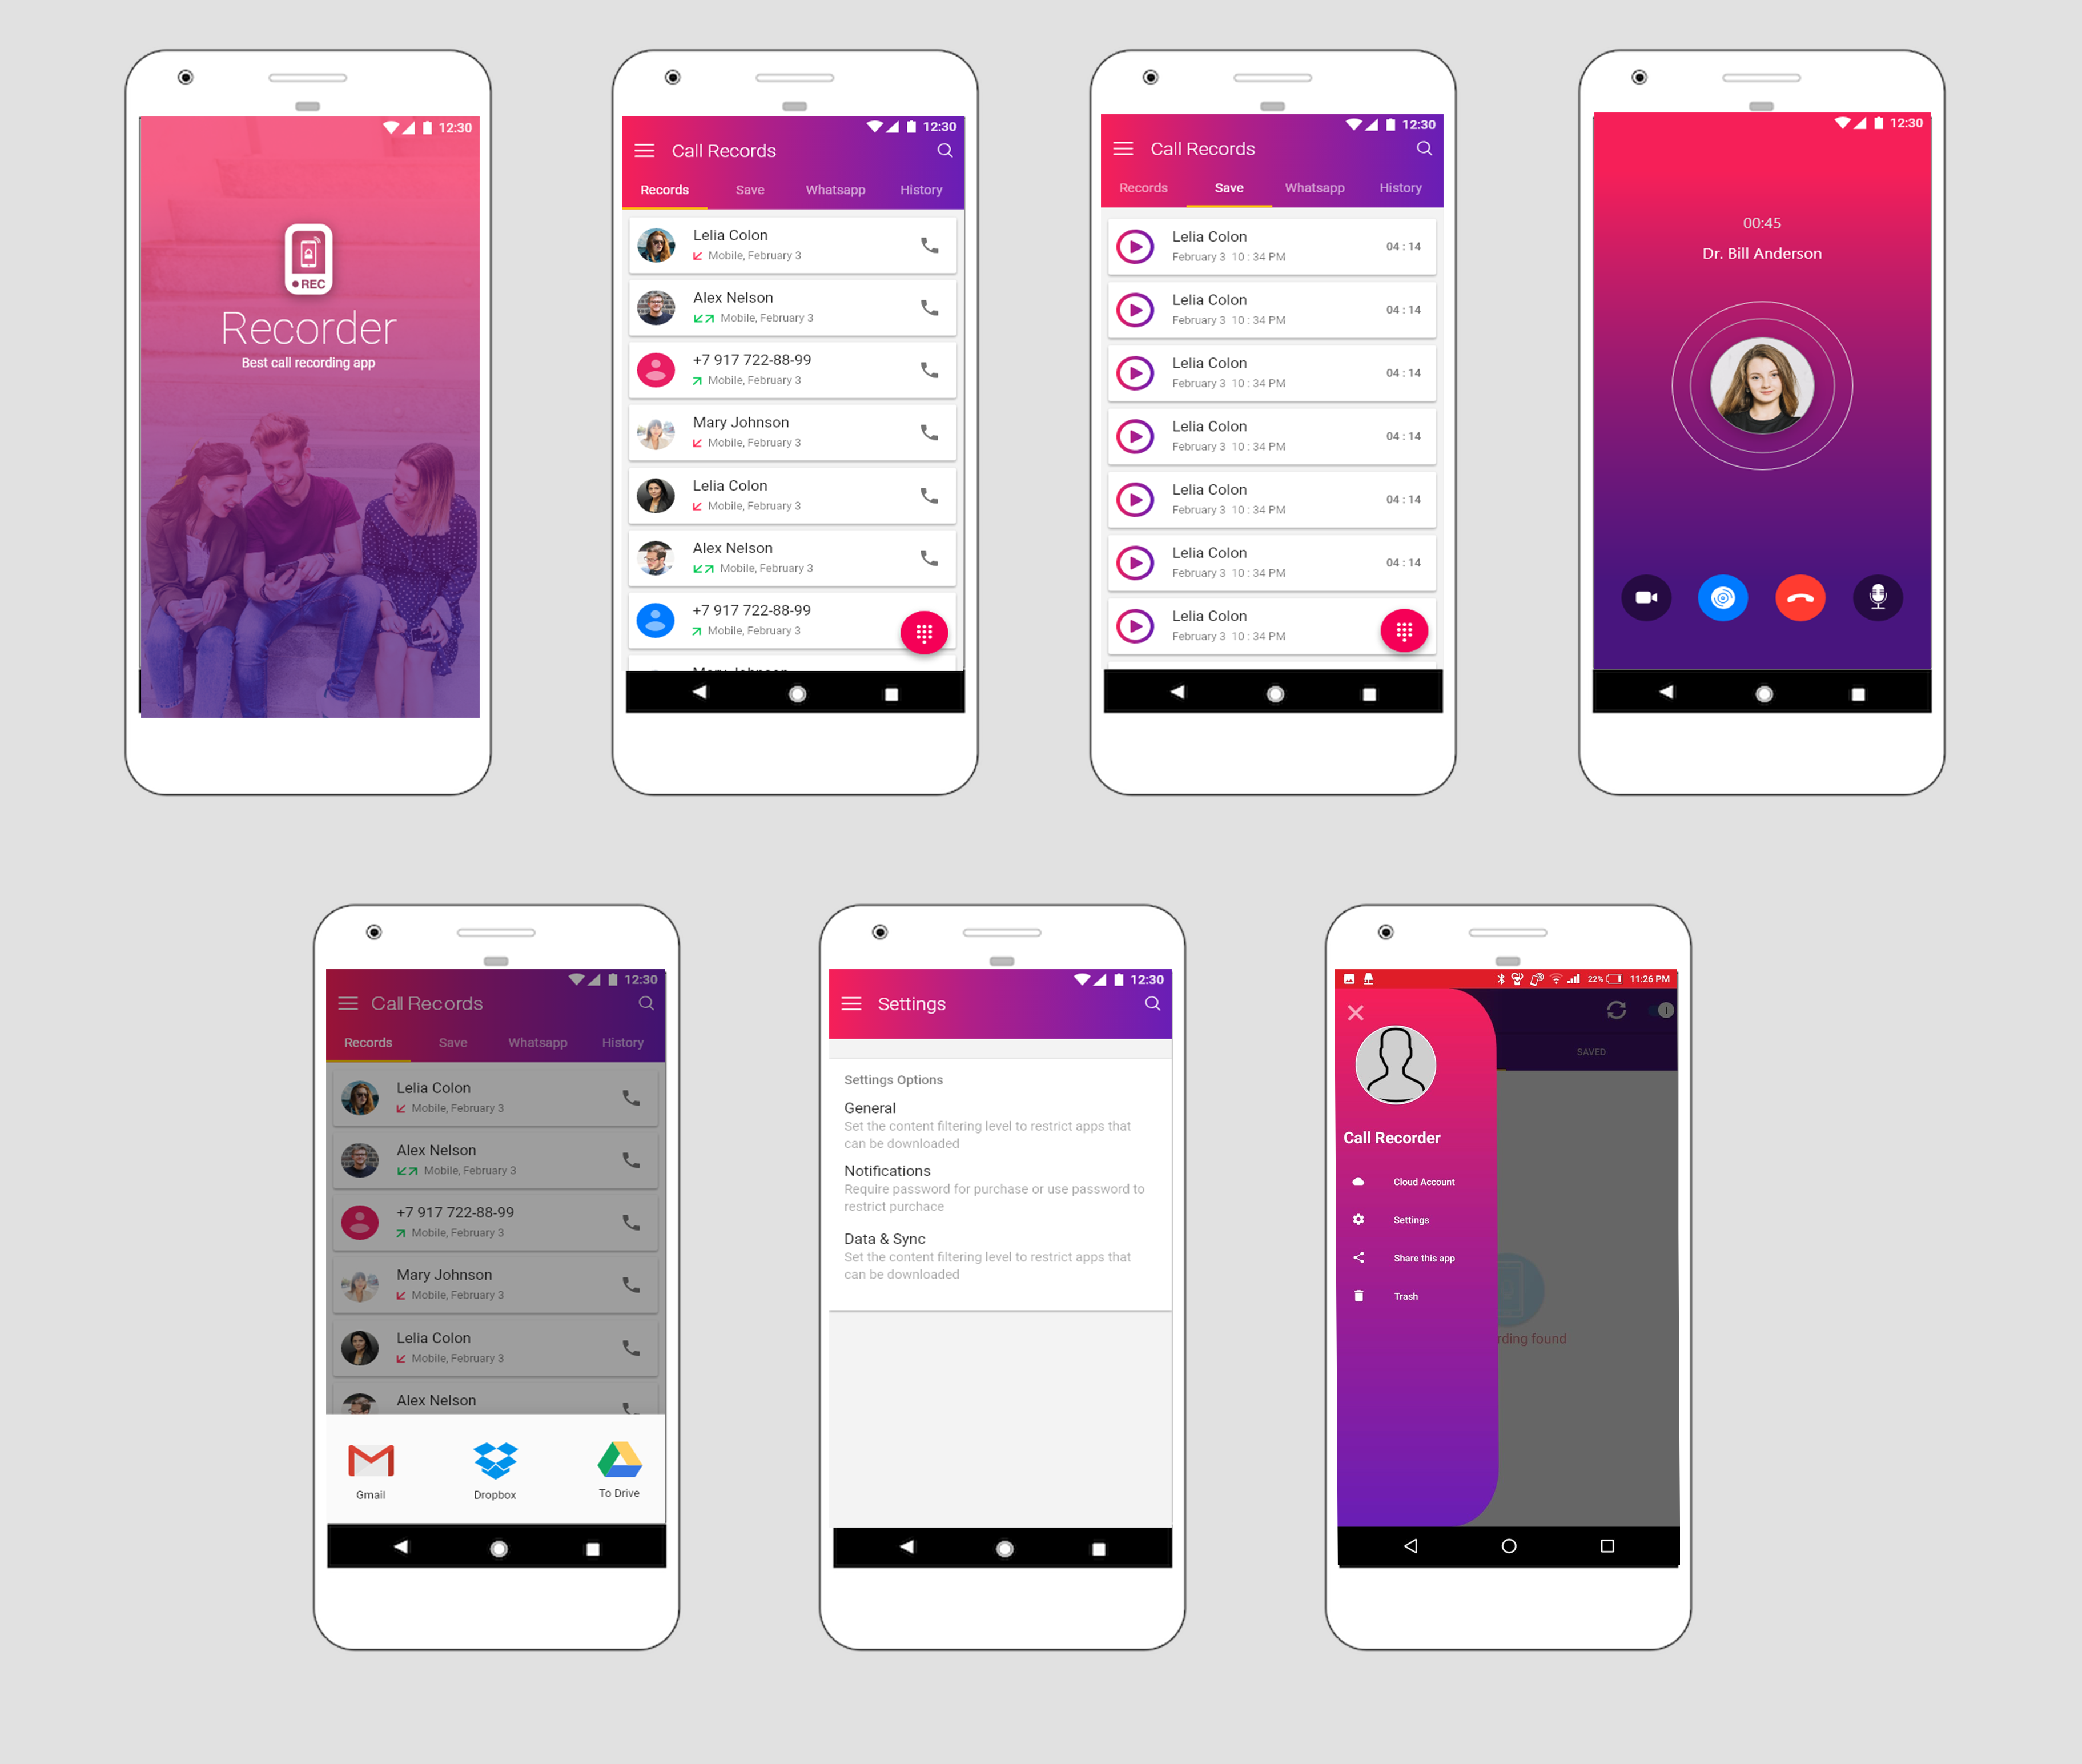 12:30
REC
Recorder
Best call recording app
12:30
Call Records
Records Save Whatsapp History
Lelia Colon
Mobile, February 3
Alex Nelson
Mobile, February 3
+7 917 722-88-99
Mobile, February 3
Mary Johnson
Mobile, February 3
Lelia Colon
Mobile, February 3
Alex Nelson
Mobile, February 3
+7 917 722-88-99
Mobile, February 3
Mary Johnson
12:30
Call Records
Records Save Whatsapp History
Lelia Colon
February 3 10 : 34 PM
04 : 14
Lelia Colon
February 3 10 : 34 PM
04 : 14
Lelia Colon
February 3 10 : 34 PM
04 : 14
Lelia Colon
February 3 10 : 34 PM
04 : 14
Lelia Colon
February 3 10 : 34 PM
04 : 14
Lelia Colon
February 3 10 : 34 PM
04 : 14
Lelia Colon
February 3 10 : 34 PM
12:30
00:45
Dr. Bill Anderson
12:30
Call Records
Records Save Whatsapp History
Lelia Colon
Mobile, February 3
Alex Nelson
Mobile, February 3
+7 917 722-88-99
Mobile, February 3
Mary Johnson
Mobile, February 3
Lelia Colon
Mobile, February 3
Alex Nelson
Gmail Dropbox To Drive
12:30
Settings
Settings Options
General
Set the content filtering level to restrict apps that
can be downloaded
Notifications
Require password for purchase or use password to
restrict purchace
Data & Sync
Set the content filtering level to restrict apps that
can be downloaded
22% 11:26 PM
SAVED
Call Recorder
Cloud Account
Settings
Share this app
Trash
rding found